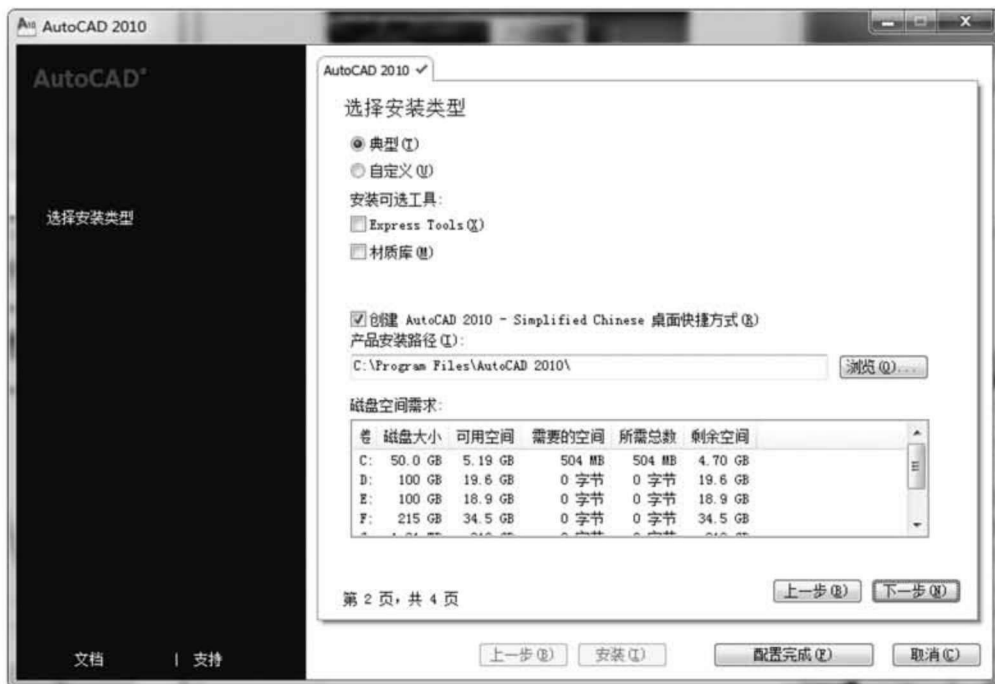 AutoCAD 2010
AutoCAD
选择安装类型
文档 | 支持
AutoCAD 2010 ✓
选择安装类型
典型(T)
自定义(U)
安装可选工具:
Express Tools(X)
材质库(M)
创建 AutoCAD 2010 - Simplified Chinese 桌面快捷方式(R)
产品安装路径(I):
C:\Program Files\AutoCAD 2010\ 浏览(O)...
磁盘空间需求:
卷 磁盘大小 可用空间 需要的空间 所需总数 剩余空间
C: 50.0 GB 5.19 GB 504 MB 504 MB 4.70 GB
D: 100 GB 19.6 GB 0 字节 0 字节 19.6 GB
E: 100 GB 18.9 GB 0 字节 0 字节 18.9 GB
F: 215 GB 34.5 GB 0 字节 0 字节 34.5 GB
第 2 页, 共 4 页 上一步(B) 下一步(N)
上一步(B) 安装(I) 配置完成(F) 取消(C)